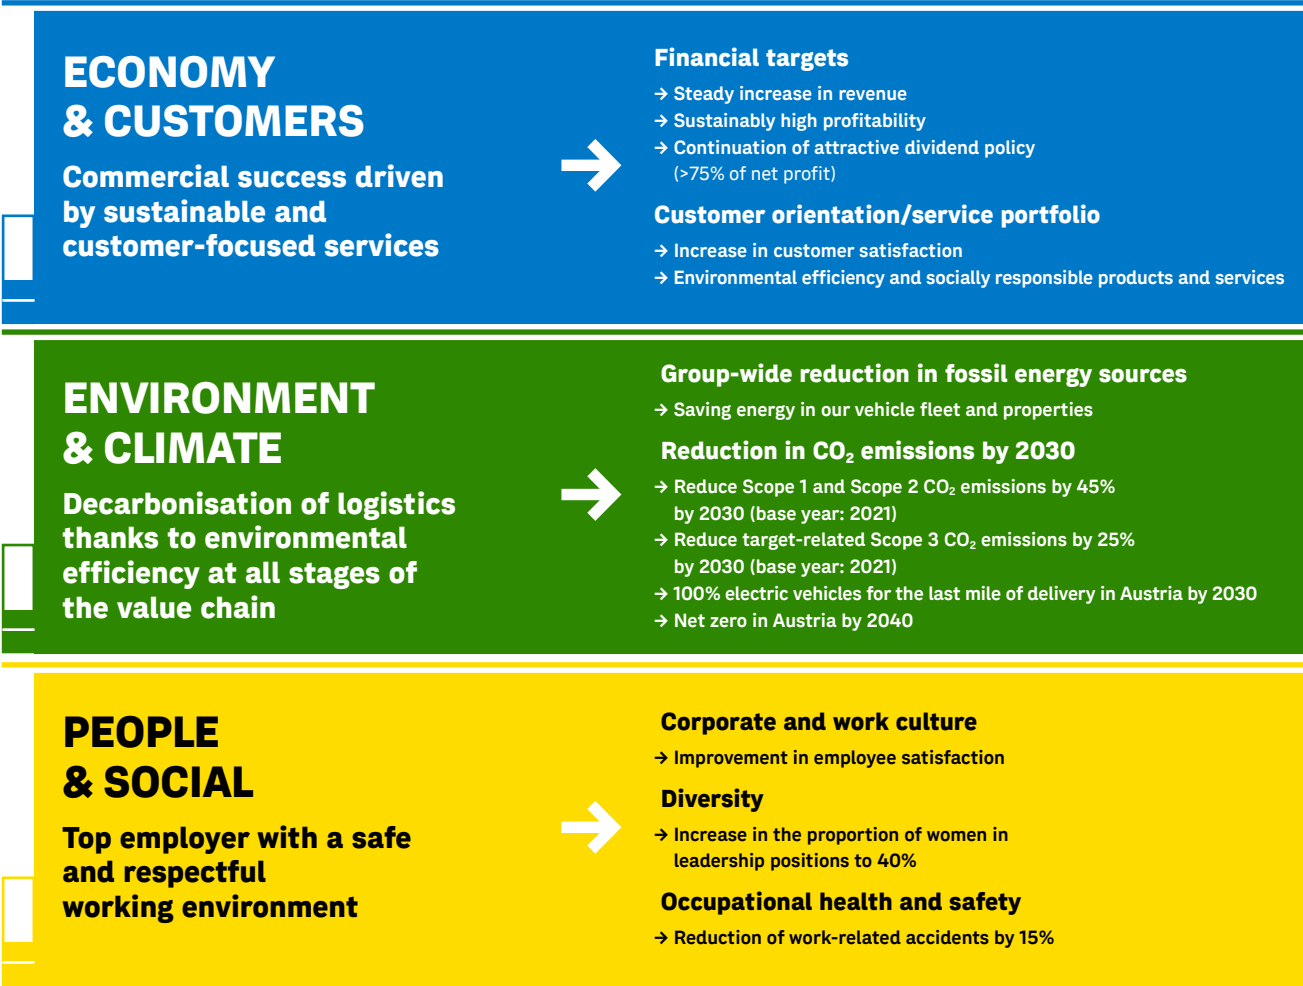 ECONOMY
& CUSTOMERS
Commercial success driven
by sustainable and
customer-focused services
→
Financial targets
→ Steady increase in revenue
→ Sustainably high profitability
→ Continuation of attractive dividend policy
(>75% of net profit)
Customer orientation/service portfolio
→ Increase in customer satisfaction
→ Environmental efficiency and socially responsible products and services
ENVIRONMENT
& CLIMATE
Decarbonisation of logistics
thanks to environmental
efficiency at all stages of
the value chain
→
Group-wide reduction in fossil energy sources
→ Saving energy in our vehicle fleet and properties
Reduction in CO₂ emissions by 2030
→ Reduce Scope 1 and Scope 2 CO₂ emissions by 45%
by 2030 (base year: 2021)
→ Reduce target-related Scope 3 CO₂ emissions by 25%
by 2030 (base year: 2021)
→ 100% electric vehicles for the last mile of delivery in Austria by 2030
→ Net zero in Austria by 2040
PEOPLE
& SOCIAL
Top employer with a safe
and respectful
working environment
→
Corporate and work culture
→ Improvement in employee satisfaction
Diversity
→ Increase in the proportion of women in
leadership positions to 40%
Occupational health and safety
→ Reduction of work-related accidents by 15%